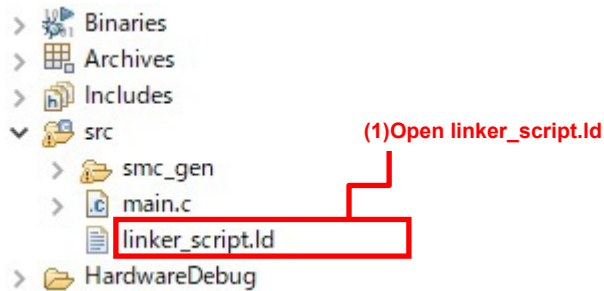 Binaries
Archives
Includes
src
(1)Open linker_script.ld
smc_gen
main.c
linker_script.ld
HardwareDebug